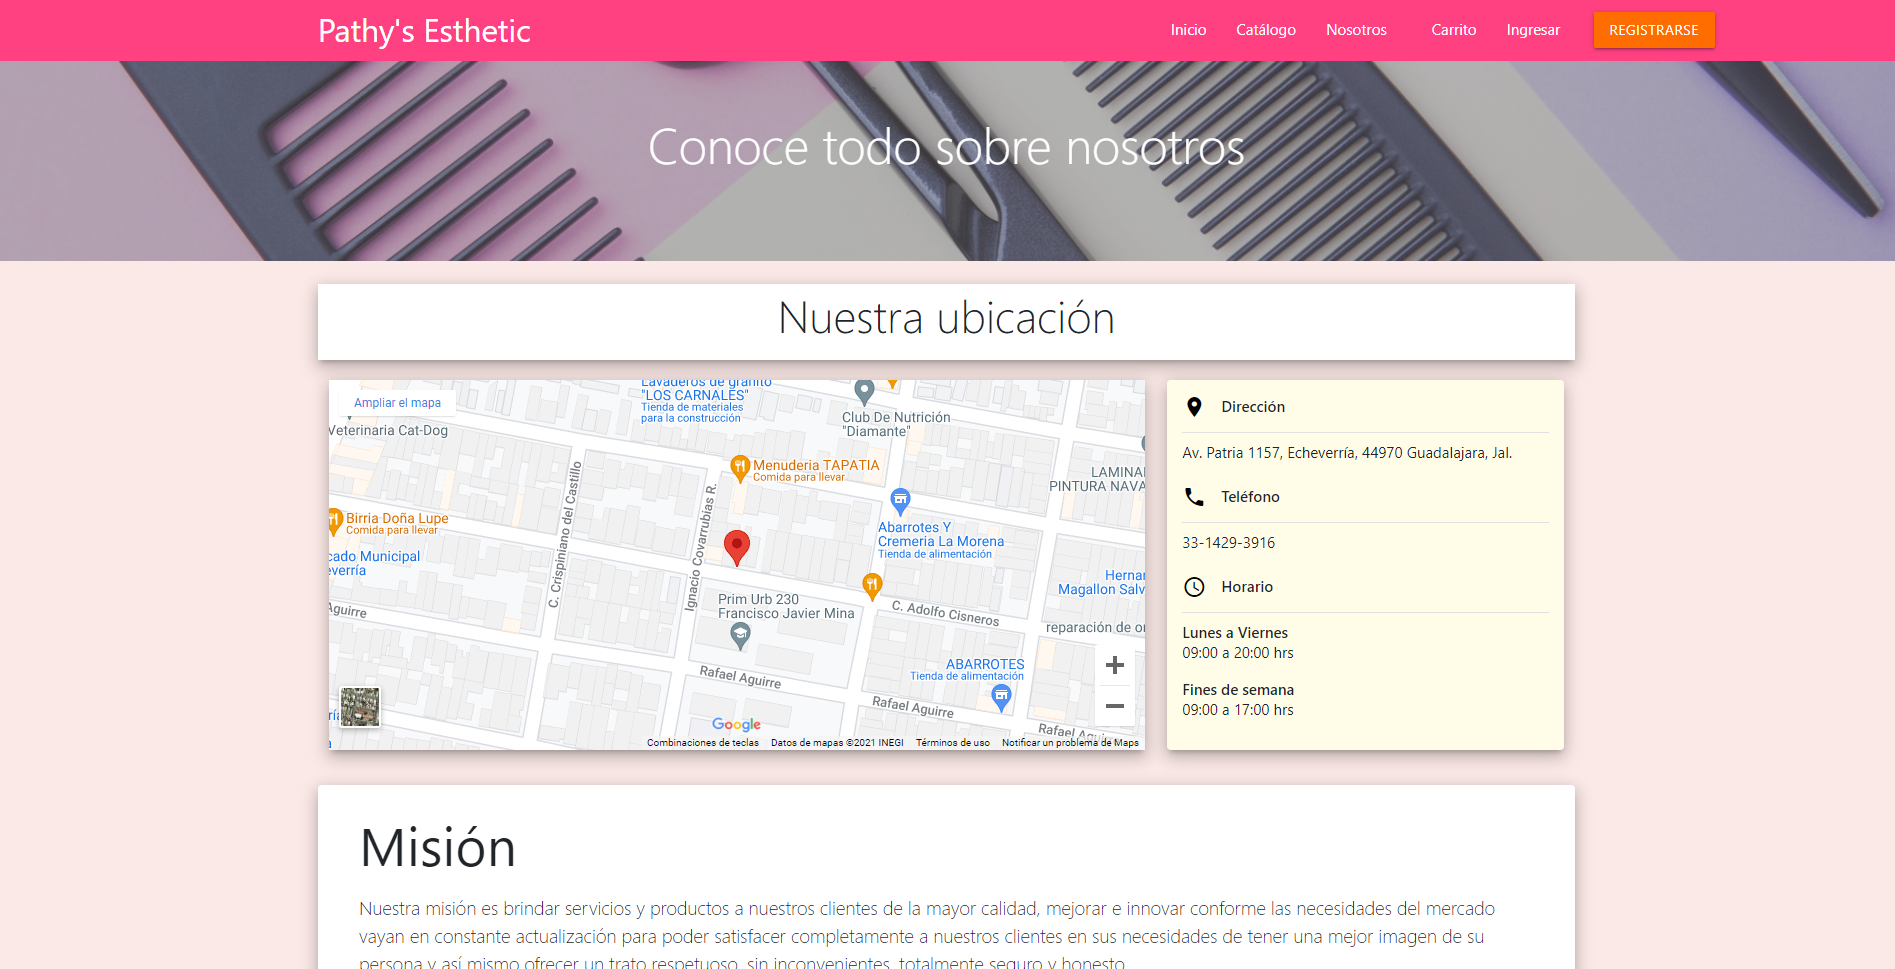 Pathy's Esthetic
Inicio
Catálogo
Nosotros
Carrito
Ingresar
REGISTRARSE
Conoce todo sobre nosotros
Nuestra ubicación
Ampliar el mapa
Lavaderos de granito
"LOS CARNALES"
Tienda de materiales
para la construcción
Club De Nutrición
"Diamante"
Veterinaria Cat-Dog
Menuderia TAPATIA
Comida para llevar
LAMINA
PINTURA NAVA
Birria Doña Lupe
Comida para llevar
Abarrotes Y
Cremeria La Morena
Tienda de alimentación
cado Municipal
everría
C. Crispiniano del Castillo
Ignacio Covarrubias R.
Hernan
Magallon Salv
Aguirre
Prim Urb 230
Francisco Javier Mina
C. Adolfo Cisneros
reparación de
ABARROTES
Tienda de alimentación
Rafael Aguirre
Rafael Aguirre
Rafael Aguirre
Google
Combinaciones de teclas
Datos de mapas ©2021 INEGI
Términos de uso
Notificar un problema de Maps
Dirección
Av. Patria 1157, Echeverría, 44970 Guadalajara, Jal.
Teléfono
33-1429-3916
Horario
Lunes a Viernes
09:00 a 20:00 hrs
Fines de semana
09:00 a 17:00 hrs
Misión
Nuestra misión es brindar servicios y productos a nuestros clientes de la mayor calidad, mejorar e innovar conforme las necesidades del mercado
vayan en constante actualización para poder satisfacer completamente a nuestros clientes en sus necesidades de tener una mejor imagen de su
persona y así mismo ofrecer un trato respetuoso, sin inconvenientes, totalmente seguro y honesto.